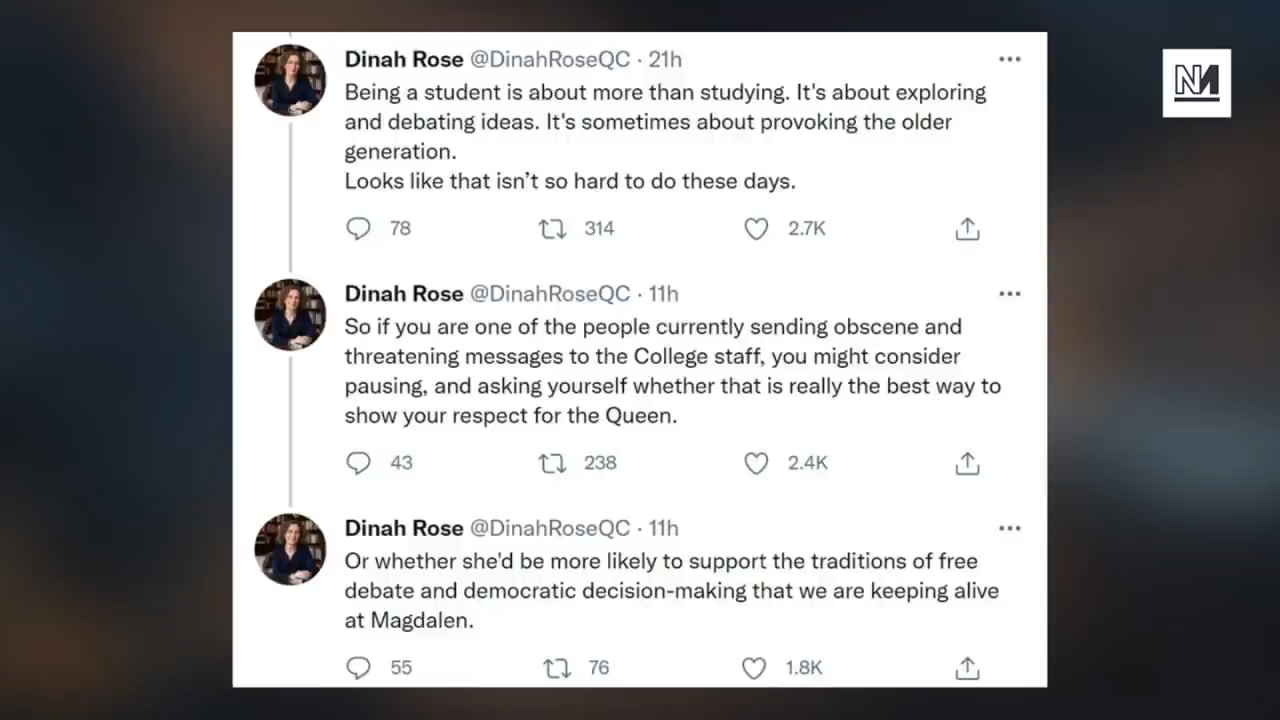 Dinah Rose @DinahRoseQC · 21h
Being a student is about more than studying. It's about exploring
and debating ideas. It's sometimes about provoking the older
generation.
Looks like that isn’t so hard to do these days.
78 314 2.7K
Dinah Rose @DinahRoseQC · 11h
So if you are one of the people currently sending obscene and
threatening messages to the College staff, you might consider
pausing, and asking yourself whether that is really the best way to
show your respect for the Queen.
43 238 2.4K
Dinah Rose @DinahRoseQC · 11h
Or whether she'd be more likely to support the traditions of free
debate and democratic decision-making that we are keeping alive
at Magdalen.
55 76 1.8K
NM